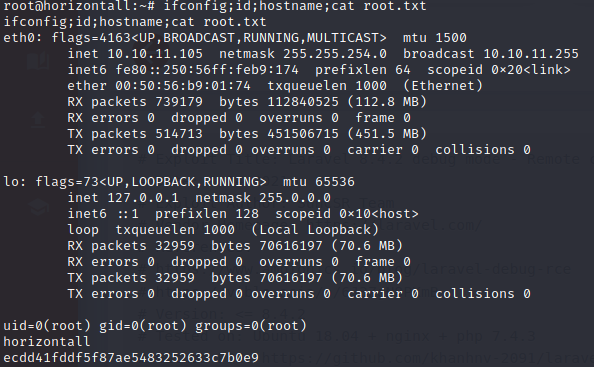 root@horizontall:~# ifconfig;id;hostname;cat root.txt
ifconfig;id;hostname;cat root.txt
eth0: flags=4163<UP,BROADCAST,RUNNING,MULTICAST>  mtu 1500
        inet 10.10.11.105  netmask 255.255.254.0  broadcast 10.10.11.255
        inet6 fe80::250:56ff:feb9:174  prefixlen 64  scopeid 0×20<link>
        ether 00:50:56:b9:01:74  txqueuelen 1000  (Ethernet)
        RX packets 739179  bytes 112840525 (112.8 MB)
        RX errors 0  dropped 0  overruns 0  frame 0
        TX packets 514713  bytes 451506715 (451.5 MB)
        TX errors 0  dropped 0 overruns 0  carrier 0  collisions 0

lo: flags=73<UP,LOOPBACK,RUNNING>  mtu 65536
        inet 127.0.0.1  netmask 255.0.0.0
        inet6 ::1  prefixlen 128  scopeid 0×10<host>
        loop  txqueuelen 1000  (Local Loopback)
        RX packets 32959  bytes 70616197 (70.6 MB)
        RX errors 0  dropped 0  overruns 0  frame 0
        TX packets 32959  bytes 70616197 (70.6 MB)
        TX errors 0  dropped 0 overruns 0  carrier 0  collisions 0

uid=0(root) gid=0(root) groups=0(root)
horizontall
ecdd41fddf5f87ae5483252633c7b0e9